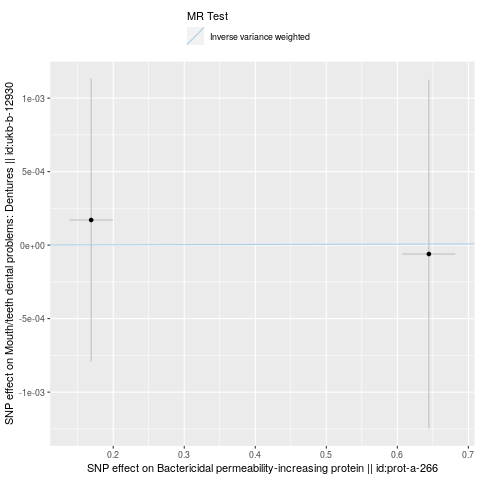 MR Test
Inverse variance weighted
SNP effect on Mouth/teeth dental problems: Dentures || id:ukb-b-12930
1e-03
5e-04
0e+00
-5e-04
-1e-03
0.2 0.3 0.4 0.5 0.6 0.7
SNP effect on Bactericidal permeability-increasing protein || id:prot-a-266